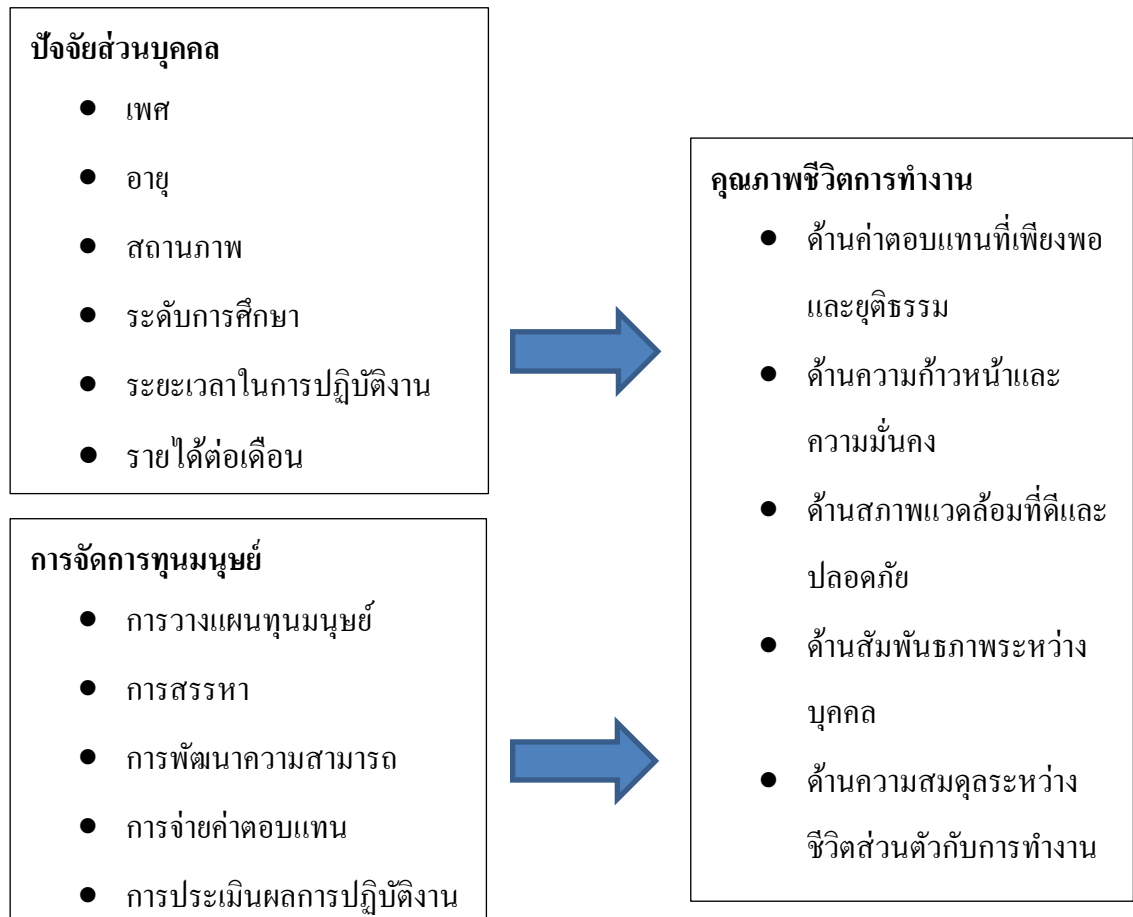 ปัจจัยส่วนบุคคล
● เพศ
● อายุ
● สถานภาพ
● ระดับการศึกษา
● ระยะเวลาในการปฏิบัติงาน
● รายได้ต่อเดือน
การจัดการทุนมนุษย์
● การวางแผนทุนมนุษย์
● การสรรหา
● การพัฒนาความสามารถ
● การจ่ายค่าตอบแทน
● การประเมินผลการปฏิบัติงาน
คุณภาพชีวิตการทำงาน
● ด้านค่าตอบแทนที่เพียงพอ
และยุติธรรม
● ด้านความก้าวหน้าและ
ความมั่นคง
● ด้านสภาพแวดล้อมที่ดีและ
ปลอดภัย
● ด้านสัมพันธภาพระหว่าง
บุคคล
● ด้านความสมดุลระหว่าง
ชีวิตส่วนตัวกับการทำงาน